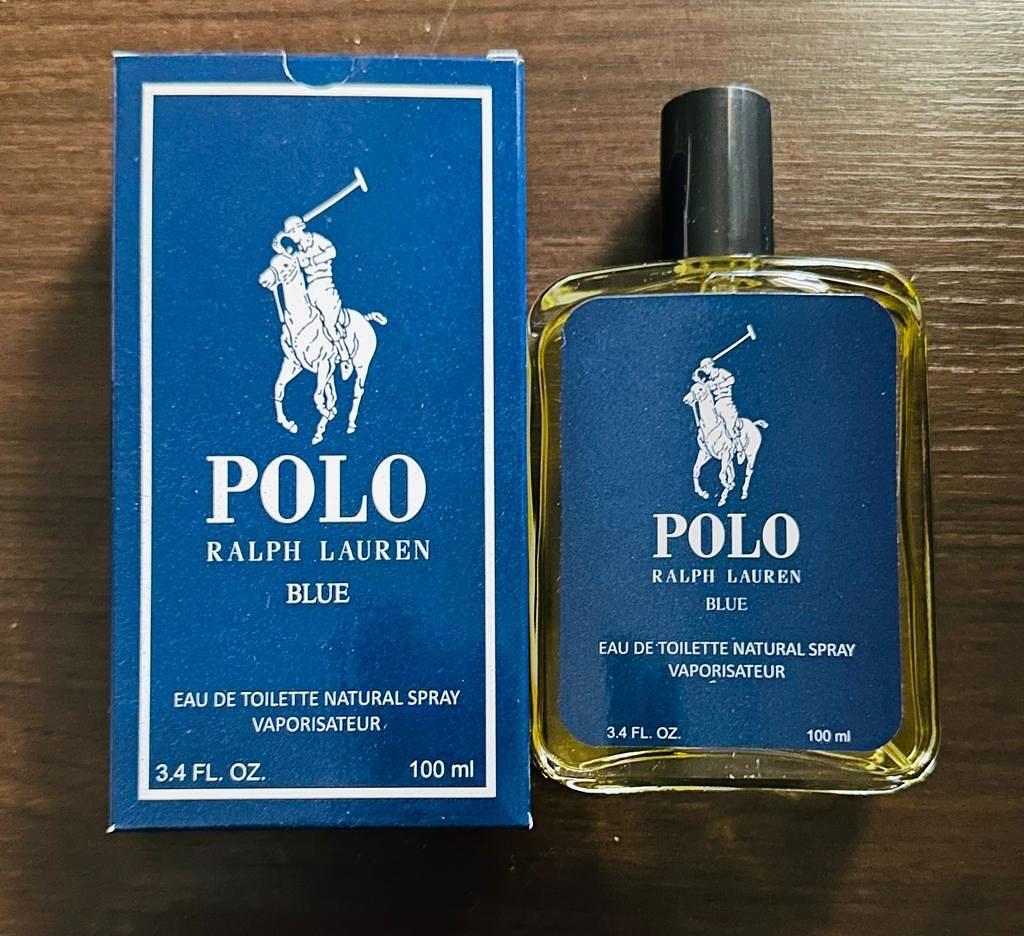 POLO
RALPH LAUREN
BLUE
EAU DE TOILETTE NATURAL SPRAY
VAPORISATEUR
3.4 FL. OZ.
100 ml
POLO
RALPH LAUREN
BLUE
EAU DE TOILETTE NATURAL SPRAY
VAPORISATEUR
3.4 FL. OZ.
100 ml